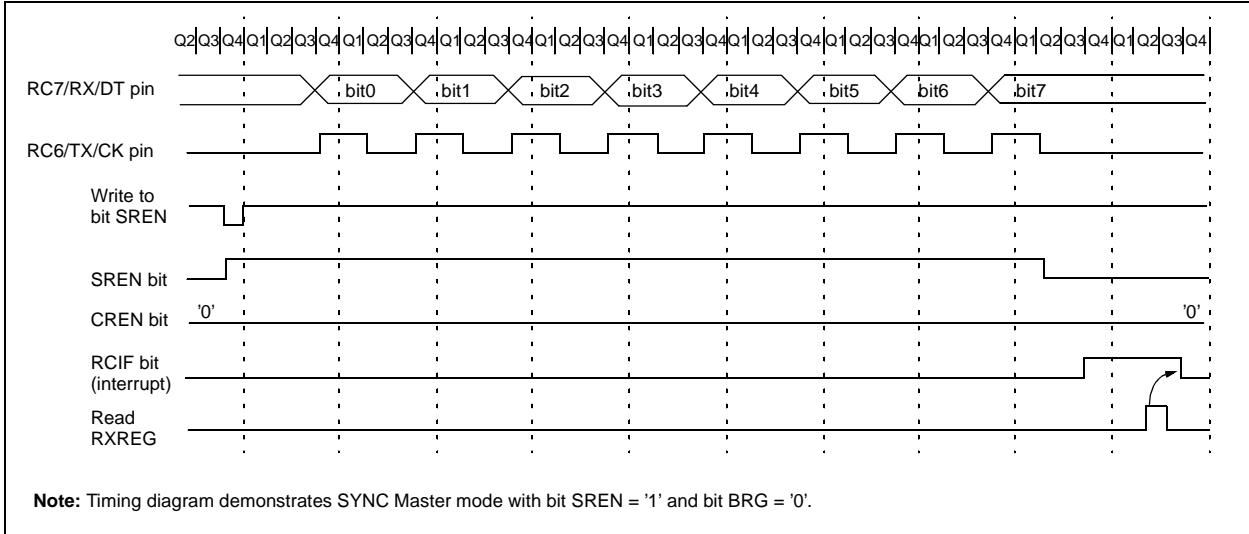 Q2|Q3|Q4|Q1|Q2|Q3|Q4|Q1|Q2|Q3|Q4|Q1|Q2|Q3|Q4|Q1|Q2|Q3|Q4|Q1|Q2|Q3|Q4|Q1|Q2|Q3|Q4|Q1|Q2|Q3|Q4|Q1|Q2|Q3|Q4|Q1|Q2|Q3|Q4|Q1|Q2|Q3|Q4|
RC7/RX/DT pin bit0 bit1 bit2 bit3 bit4 bit5 bit6 bit7
RC6/TX/CK pin
Write to
bit SREN
SREN bit
CREN bit '0' '0'
RCIF bit
(interrupt)
Read
RXREG
Note: Timing diagram demonstrates SYNC Master mode with bit SREN = '1' and bit BRG = '0'.